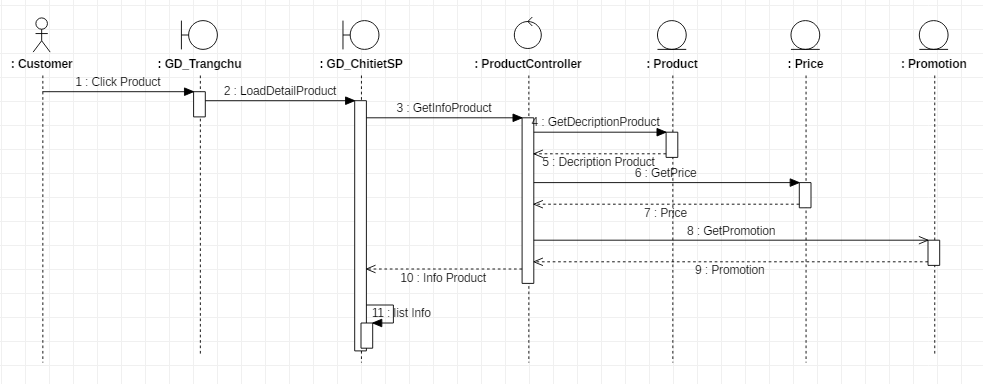 : Customer
: GD_Trangchu
: GD_ChitietSP
: ProductController
: Product
: Price
: Promotion
1 : Click Product
2 : LoadDetailProduct
3 : GetInfoProduct
4 : GetDecriptionProduct
5 : Decription Product
6 : GetPrice
7 : Price
8 : GetPromotion
9 : Promotion
10 : Info Product
11 : list Info